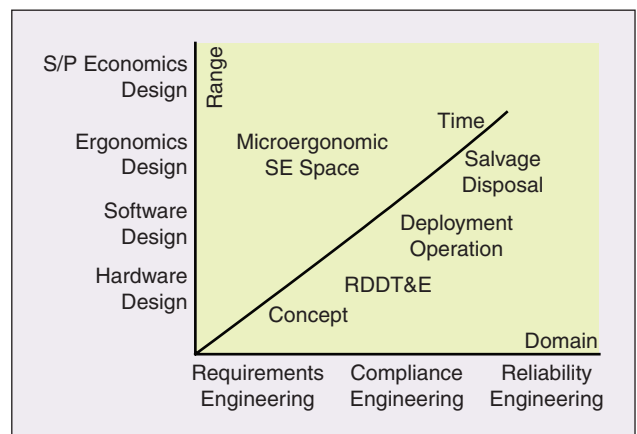 S/P Economics
Design
Range
Time
Ergonomics
Design
Microergonomic
SE Space
Salvage
Disposal
Software
Design
Deployment
Operation
Hardware
Design
RDDT&E
Concept
Domain
Requirements
Engineering
Compliance
Engineering
Reliability
Engineering